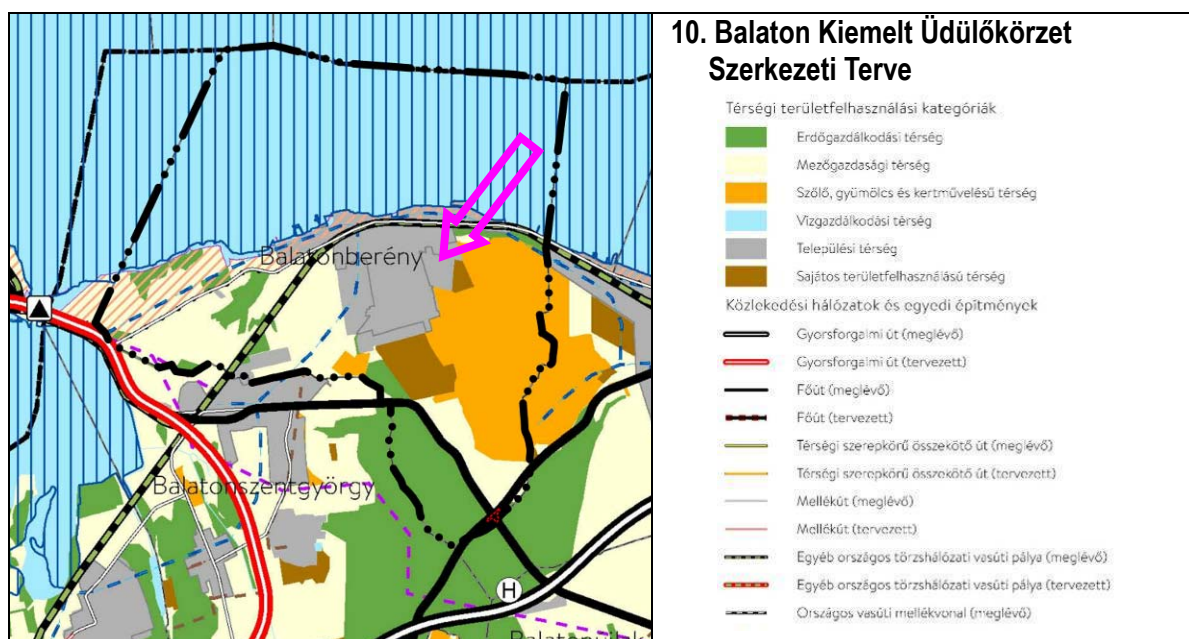 10. Balaton Kiemelt Üdülőkörzet
Szerkezeti Terve
Térségi területfelhasználási kategóriák
Erdőgazdálkodási térség
Mezőgazdasági térség
Szőlő, gyümölcs és kertművelésű térség
Vízgazdálkodási térség
Települési térség
Sajátos területfelhasználású térség
Közlekedési hálózatok és egyedi építmények
Gyorsforgalmi út (meglévő)
Gyorsforgalmi út (tervezett)
Főút (meglévő)
Főút (tervezett)
Térségi szerepkörű összekötő út (meglévő)
Térségi szerepkörű összekötő út (tervezett)
Mellékút (meglévő)
Mellékút (tervezett)
Egyéb országos törzshálózati vasúti pálya (meglévő)
Egyéb országos törzshálózati vasúti pálya (tervezett)
Országos vasúti mellékvonal (meglévő)
Balatonberény
Balatonszentgyörgy
H